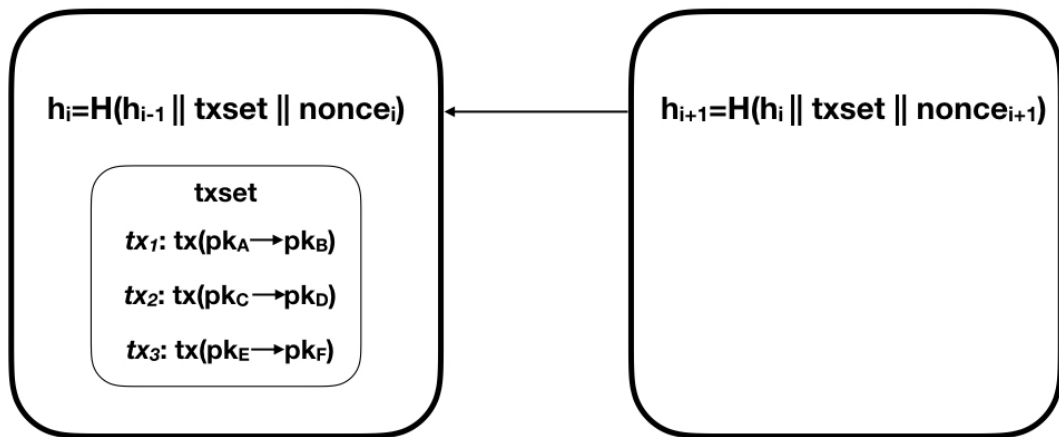 hᵢ=H(hᵢ₋₁ || txset || nonceᵢ)
txset
tx₁: tx(pk_A→pk_B)
tx₂: tx(pk_C→pk_D)
tx₃: tx(pk_E→pk_F)
hᵢ₊₁=H(hᵢ || txset || nonceᵢ₊₁)